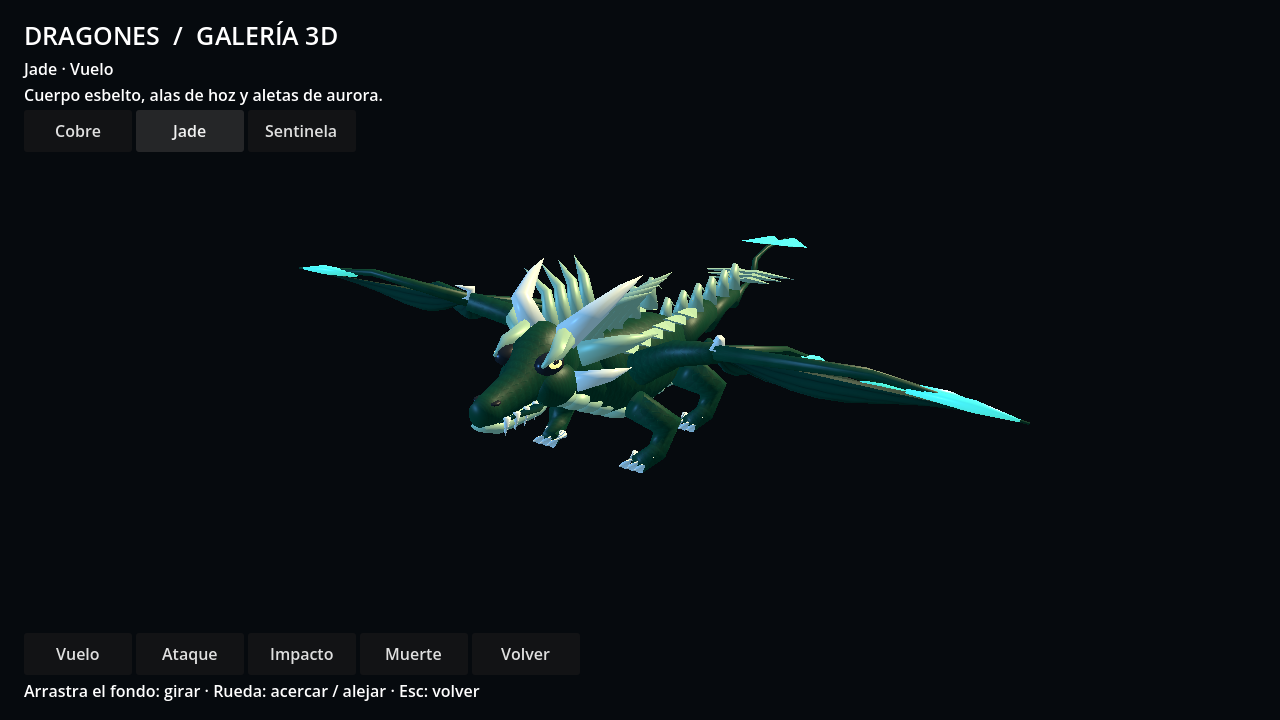 DRAGONES / GALERÍA 3D
Jade · Vuelo
Cuerpo esbelto, alas de hoz y aletas de aurora.
Cobre Jade Sentinela
Vuelo Ataque Impacto Muerte Volver
Arrastra el fondo: girar · Rueda: acercar / alejar · Esc: volver